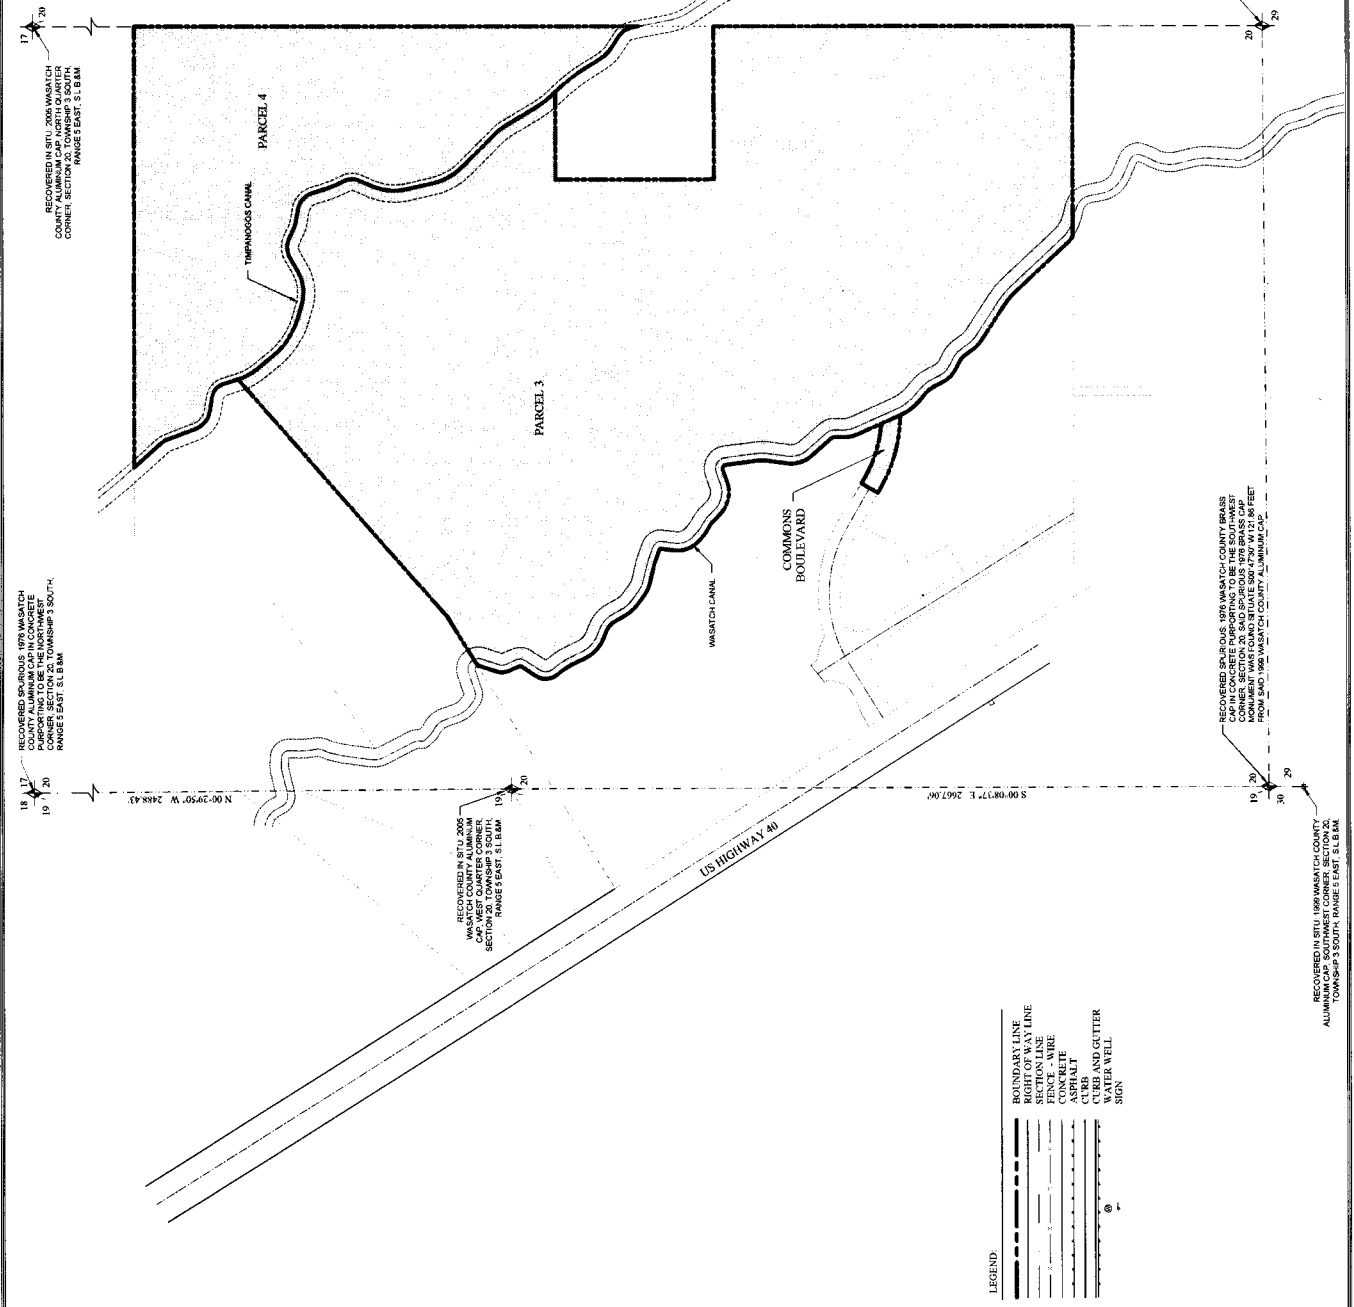 17
20
RECOVERED IN SITU: 2005 WASATCH
COUNTY ALUMINUM CAP, NORTH QUARTER
CORNER, SECTION 20, TOWNSHIP 3 SOUTH,
RANGE 5 EAST, S.L.B.&M.
PARCEL 4
TIMPANOGOS CANAL
20
29
PARCEL 3
COMMONS
BOULEVARD
WASATCH CANAL
RECOVERED SPURIOUS: 1976 WASATCH
COUNTY ALUMINUM CAP IN CONCRETE
PURPORTING TO BE THE NORTHWEST
CORNER, SECTION 20, TOWNSHIP 3 SOUTH,
RANGE 5 EAST, S.L.B.&M.
18 17
19 20
N 00°29'50" W 2488.43'
19
20
RECOVERED IN SITU: 2005
WASATCH COUNTY ALUMINUM
CAP, WEST QUARTER CORNER,
SECTION 20, TOWNSHIP 3 SOUTH,
RANGE 5 EAST, S.L.B.&M.
US HIGHWAY 40
S 00°08'37" E 2667.06'
RECOVERED SPURIOUS: 1976 WASATCH COUNTY BRASS
CAP IN CONCRETE PURPORTING TO BE THE SOUTHWEST
CORNER, SECTION 20. SAID SPURIOUS 1976 BRASS CAP
MONUMENT WAS FOUND SITUATE S00°47'30" W 121.86 FEET
FROM SAID 1999 WASATCH COUNTY ALUMINUM CAP
19 20
30 29
RECOVERED IN SITU: 1999 WASATCH COUNTY
ALUMINUM CAP, SOUTHWEST CORNER, SECTION 20,
TOWNSHIP 3 SOUTH, RANGE 5 EAST, S.L.B.&M.
LEGEND:
BOUNDARY LINE
RIGHT OF WAY LINE
SECTION LINE
FENCE - WIRE
CONCRETE
ASPHALT
CURB
CURB AND GUTTER
WATER WELL
SIGN